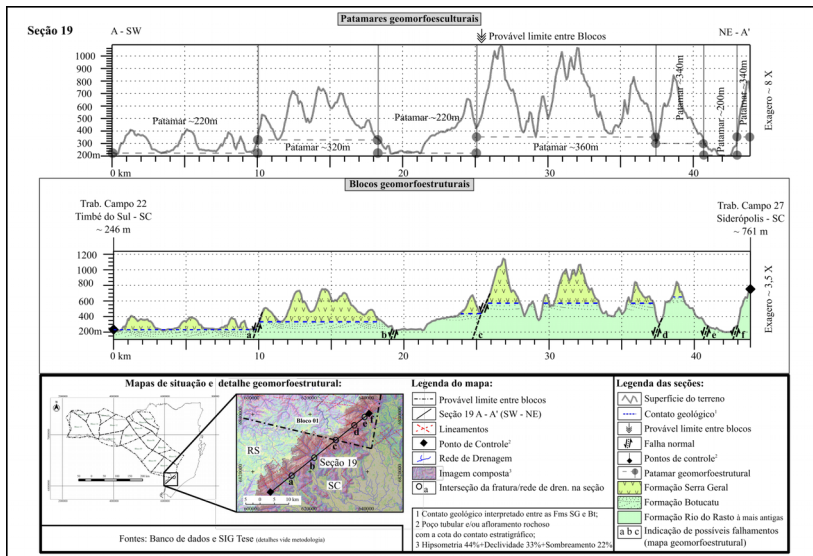 Patamares geomorfoesculturais
Seção 19
A - SW
Provável limite entre Blocos
NE - A'
1000
900
800
700
600
500
400
300
200m
Patamar ~220m
Patamar ~320m
Patamar ~220m
Patamar ~360m
Patamar ~340m
Patamar ~200m
Patamar ~340m
Exagero ~ 8 X
0 km
10
20
30
40
Blocos geomorfoestruturais
Trab. Campo 22
Timbé do Sul - SC
~ 246 m
Trab. Campo 27
Siderópolis - SC
~ 761 m
1200
1000
800
600
400
200m
a
b
c
d
e
f
Exagero ~ 3,5 X
0 km
10
20
30
40
Mapas de situação e detalhe geomorfoestrutural:
Bloco 01
RS
Seção 19
SC
a
b
c
d
e
f
Legenda do mapa:
Provável limite entre blocos
Seção 19 A - A' (SW - NE)
Lineamentos
Ponto de Controle²
Rede de Drenagem
Imagem composta³
a Interseção da fratura/rede de dren. na seção
1 Contato geológico interpretado entre as Fms SG e Bt;
2 Poço tubular e/ou afloramento rochoso
com a cota do contato estratigráfico;
3 Hipsometria 44%+Declividade 33%+Sombreamento 22%
Legenda das seções:
Superfície do terreno
Contato geológico¹
Provável limite entre blocos
Falha normal
Pontos de controle²
Patamar geomorfoestrutural
Formação Serra Geral
Formação Botucatu
Formação Rio do Rasto à mais antigas
a b c Indicação de possíveis falhamentos
(mapa geomorfoestrutural)
Fontes: Banco de dados e SIG Tese (detalhes vide metodologia)